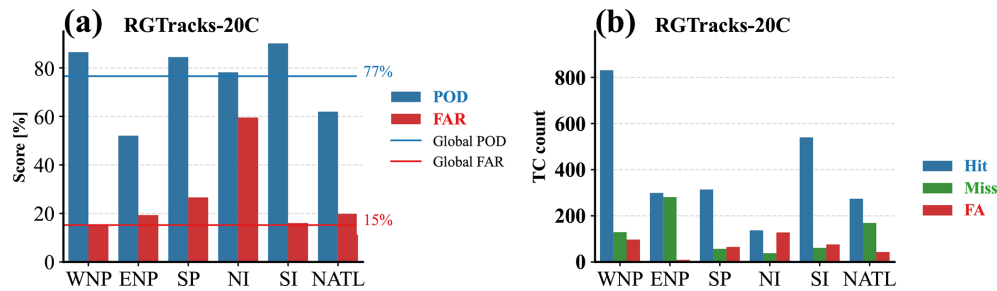 (a) RGTracks-20C
Score [%]
80
60
40
20
0
77%
15%
WNP ENP SP NI SI NATL
POD
FAR
Global POD
Global FAR
(b) RGTracks-20C
TC count
800
600
400
200
0
WNP ENP SP NI SI NATL
Hit
Miss
FA